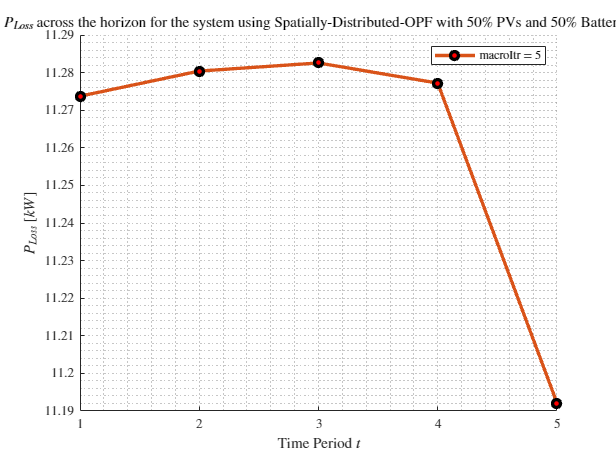 P_Loss across the horizon for the system using Spatially-Distributed-OPF with 50% PVs and 50% Batter
11.29
macroItr = 5
11.28
11.27
11.26
11.25
11.24
P_Loss [kW]
11.23
11.22
11.21
11.2
11.19
1 2 3 4 5
Time Period t